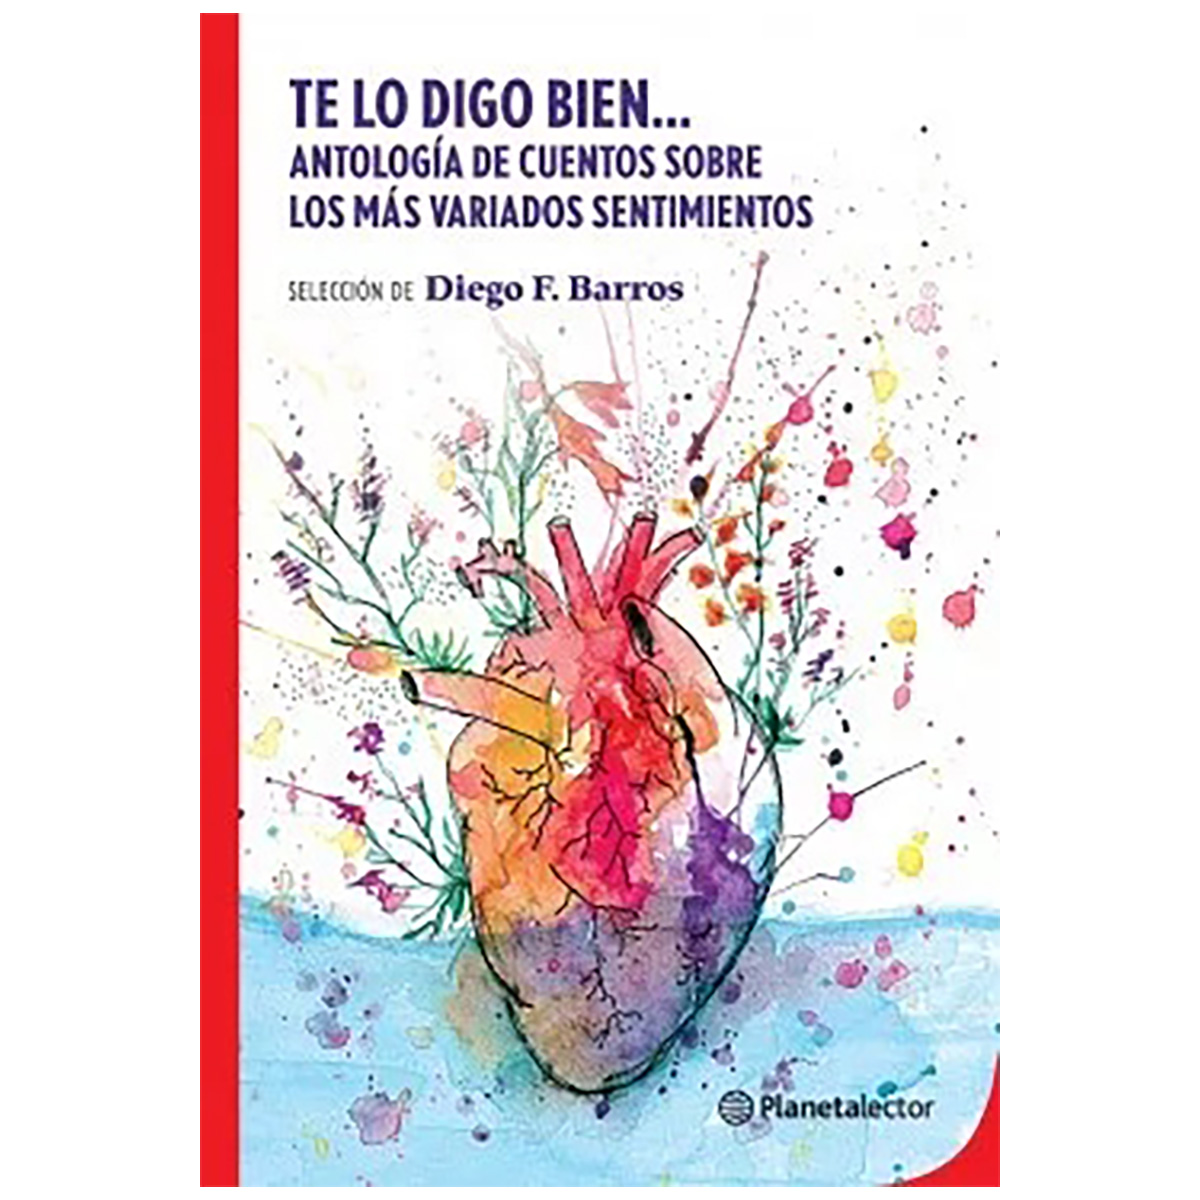 TE LO DIGO BIEN...
ANTOLOGÍA DE CUENTOS SOBRE
LOS MÁS VARIADOS SENTIMIENTOS
SELECCIÓN DE Diego F. Barros
Planetalector